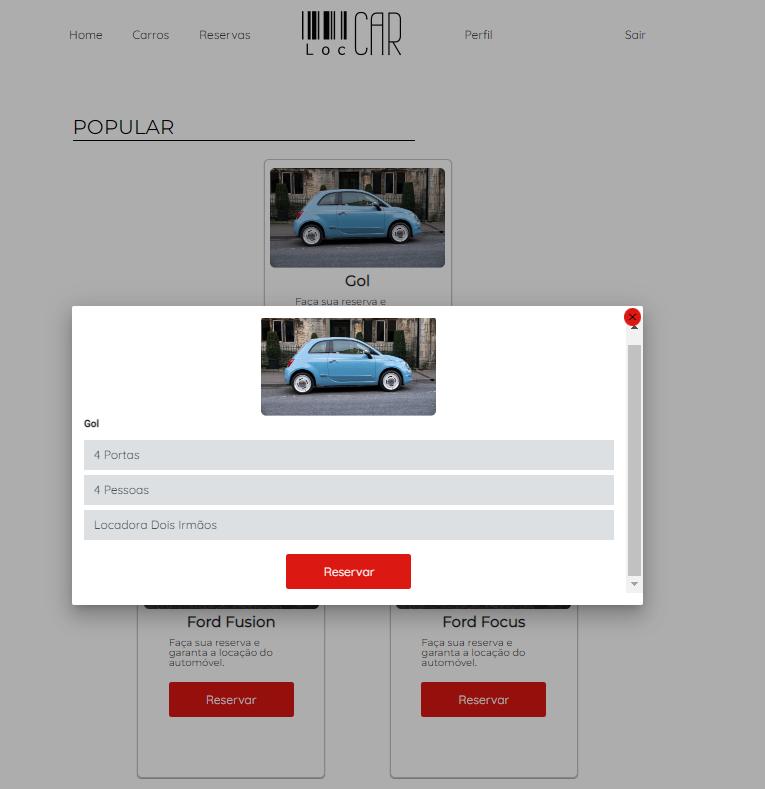 Home Carros Reservas Loc CAR Perfil Sair
POPULAR
Gol
Faça sua reserva e
Gol
4 Portas
4 Pessoas
Locadora Dois Irmãos
Reservar
Ford Fusion
Faça sua reserva e
garanta a locação do
automóvel.
Reservar
Ford Focus
Faça sua reserva e
garanta a locação do
automóvel.
Reservar